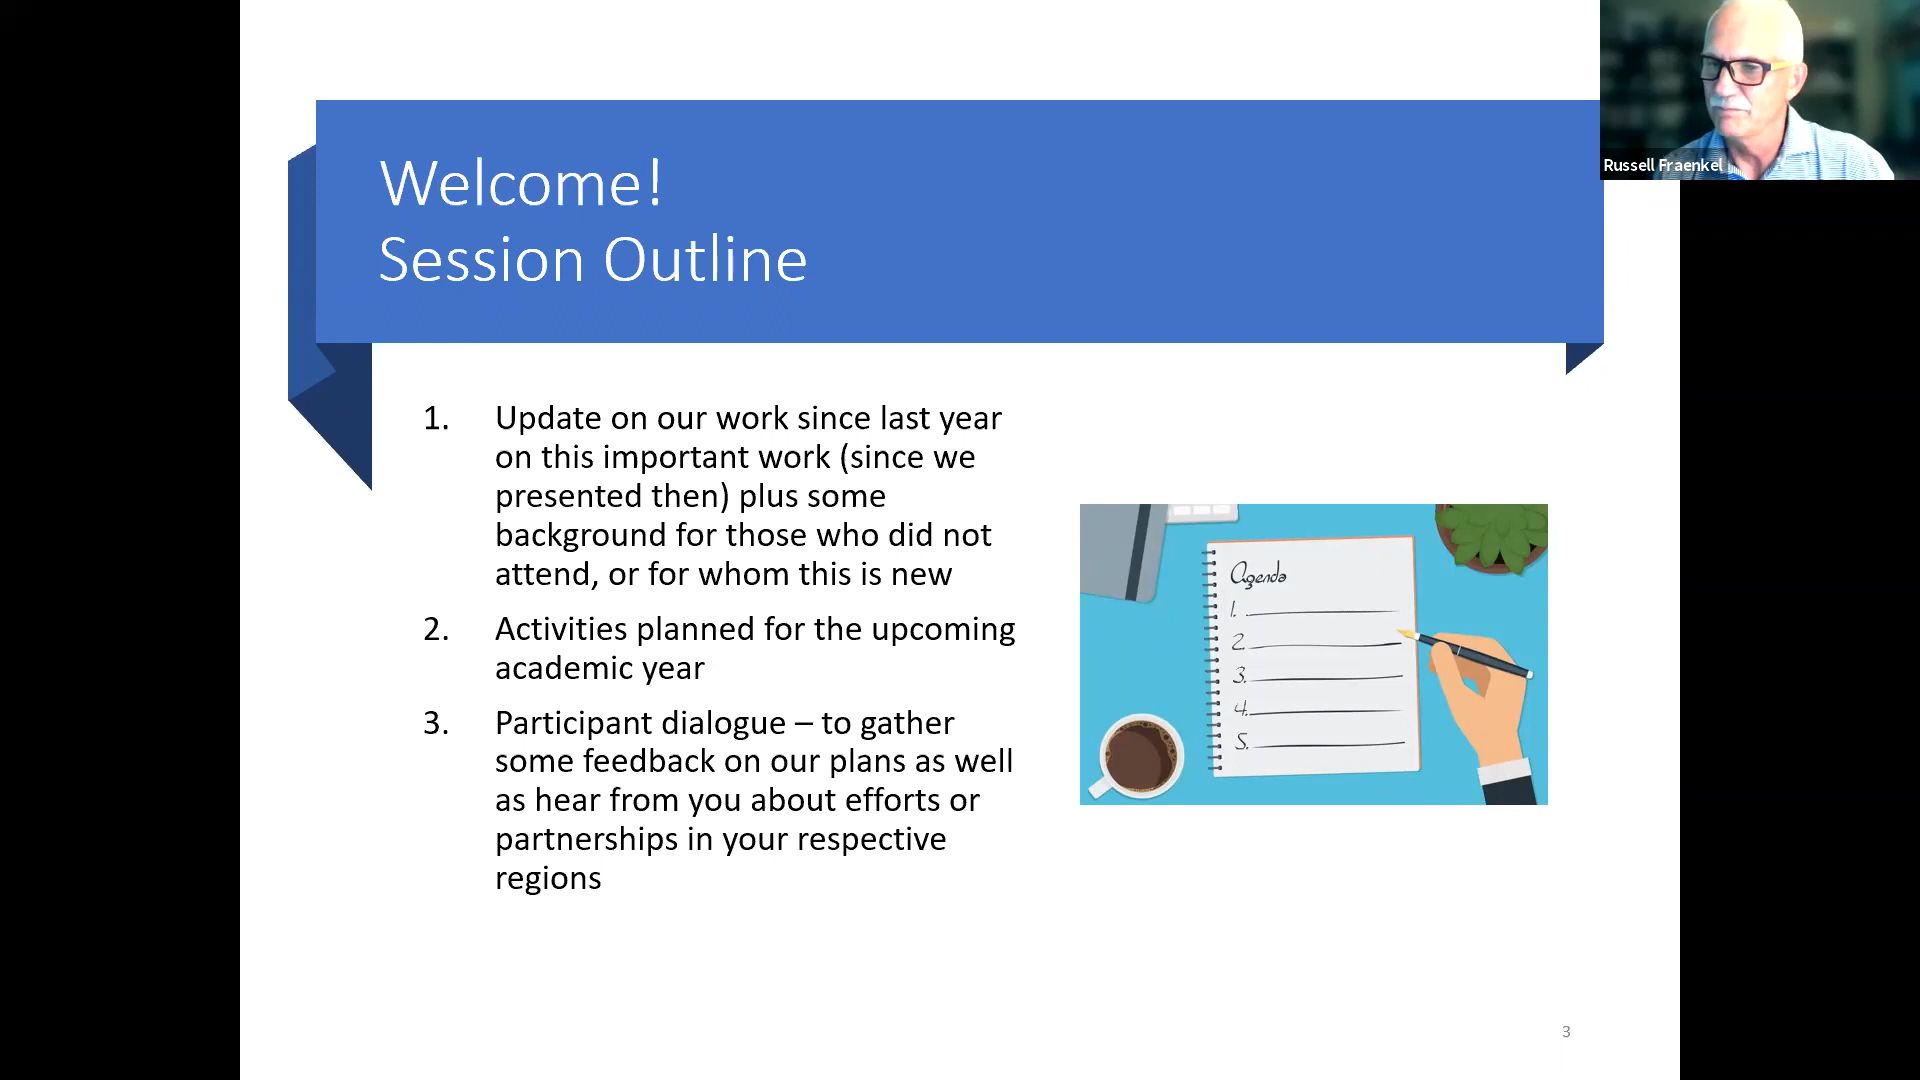 Russell Fraenkel
Welcome!
Session Outline
1. Update on our work since last year
on this important work (since we
presented then) plus some
background for those who did not
attend, or for whom this is new
2. Activities planned for the upcoming
academic year
3. Participant dialogue – to gather
some feedback on our plans as well
as hear from you about efforts or
partnerships in your respective
regions
Agenda
1.
2.
3.
4.
5.
3